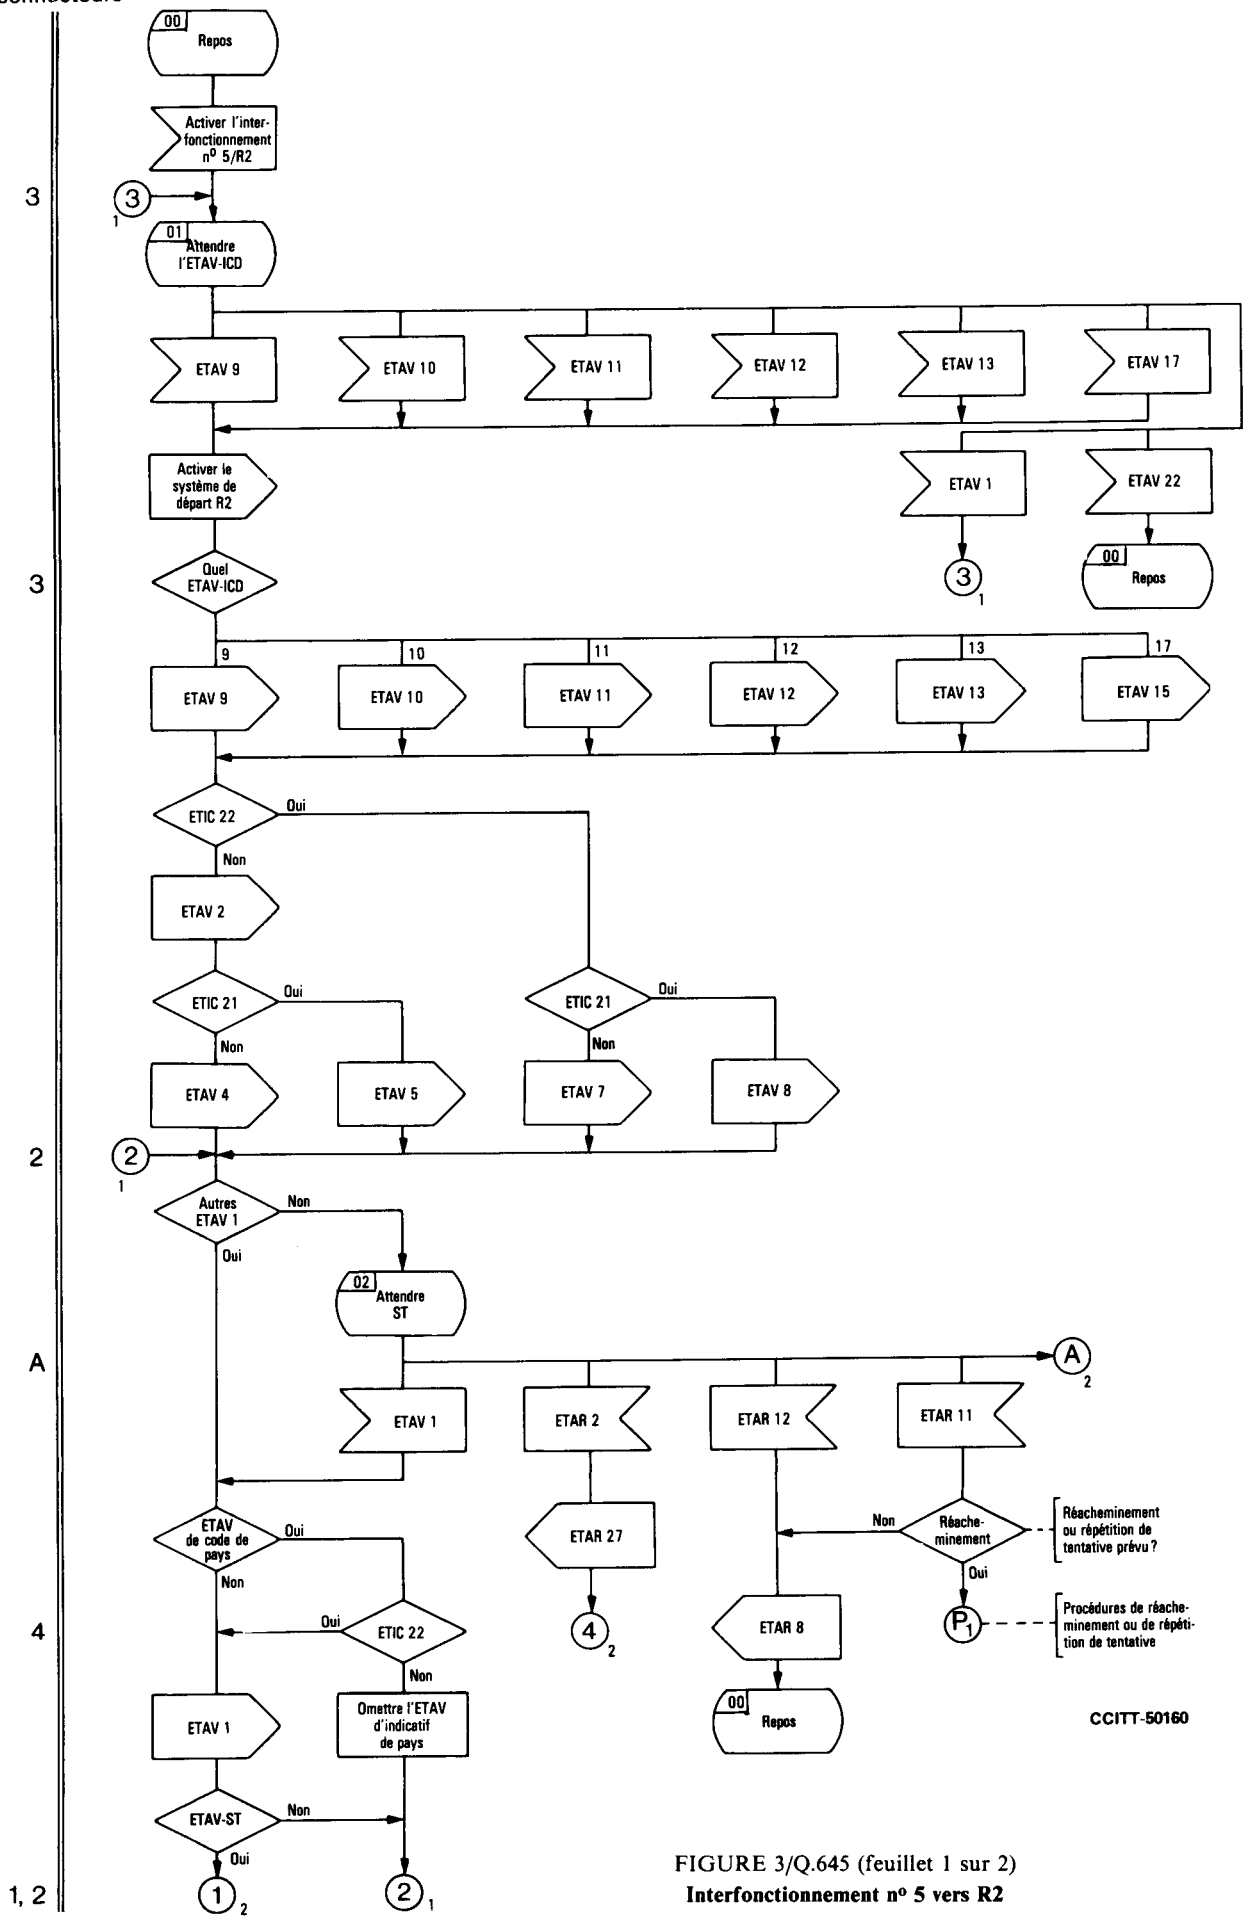 00
Repos
Activer l'inter-
fonctionnement
nº 5/R2
3
3
1
01
Attendre
l'ETAV-ICD
ETAV 9
ETAV 10
ETAV 11
ETAV 12
ETAV 13
ETAV 17
Activer le
système de
départ R2
ETAV 1
ETAV 22
3
1
00
Repos
3
Quel
ETAV-ICD
9
10
11
12
13
17
ETAV 9
ETAV 10
ETAV 11
ETAV 12
ETAV 13
ETAV 15
ETIC 22
Oui
Non
ETAV 2
ETIC 21
Oui
Non
ETIC 21
Oui
Non
ETAV 4
ETAV 5
ETAV 7
ETAV 8
2
2
1
Autres
ETAV 1
Non
Oui
02
Attendre
ST
A
A
2
ETAV 1
ETAR 2
ETAR 12
ETAR 11
ETAV
de code de
pays
Oui
Non
ETAR 27
Non
Réache-
minement
Oui
Réacheminement
ou répétition de
tentative prévu ?
4
Oui
ETIC 22
Non
4
2
ETAR 8
P1
Procédures de réache-
minement ou de répéti-
tion de tentative
ETAV 1
Omettre l'ETAV
d'indicatif
de pays
00
Repos
CCITT-50160
ETAV-ST
Non
Oui
1, 2
1
2
2
1
FIGURE 3/Q.645 (feuillet 1 sur 2)
Interfonctionnement nº 5 vers R2